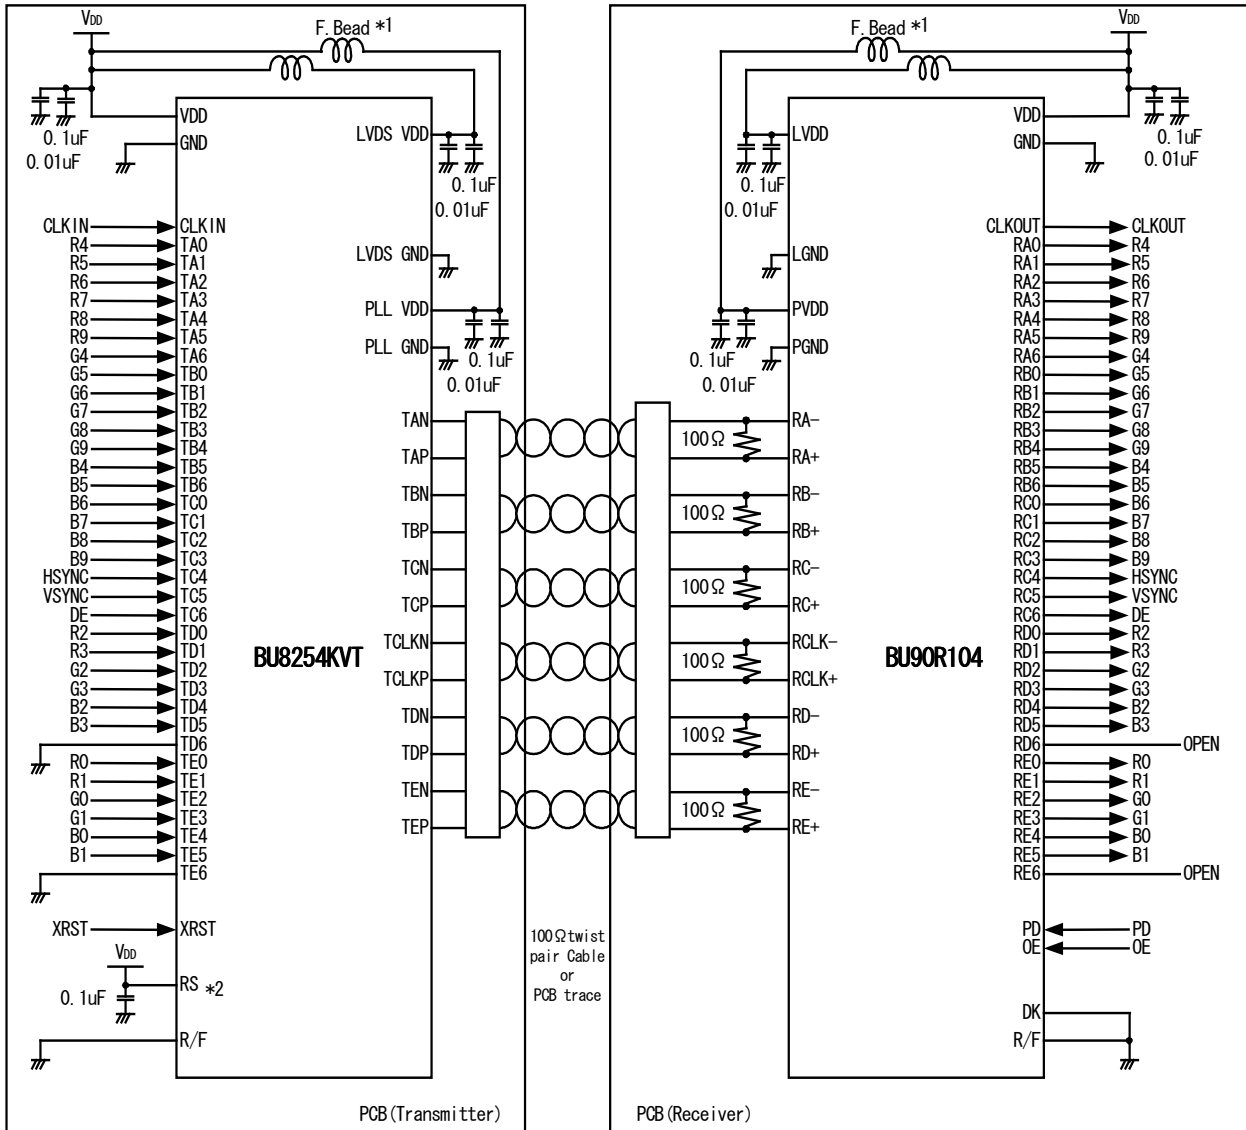 VDD
F. Bead *1
VDD
GND
0.1uF
0.01uF
LVDS VDD
0.1uF
0.01uF
LVDS GND
PLL VDD
0.1uF
0.01uF
PLL GND
CLKIN CLKIN
R4 TA0
R5 TA1
R6 TA2
R7 TA3
R8 TA4
R9 TA5
G4 TA6
G5 TB0
G6 TB1
G7 TB2
G8 TB3
G9 TB4
B4 TB5
B5 TB6
B6 TC0
B7 TC1
B8 TC2
B9 TC3
HSYNC TC4
VSYNC TC5
DE TC6
R2 TD0
R3 TD1
G2 TD2
G3 TD3
B2 TD4
B3 TD5
TD6
R0 TE0
R1 TE1
G0 TE2
G1 TE3
B0 TE4
B1 TE5
TE6
XRST XRST
VDD
0.1uF
RS *2
R/F
BU8254KVT
TAN
TAP
TBN
TBP
TCN
TCP
TCLKN
TCLKP
TDN
TDP
TEN
TEP
PCB(Transmitter)
100Ωtwist
pair Cable
or
PCB trace
F. Bead *1
VDD
VDD
GND
0.1uF
0.01uF
LVDD
0.1uF
0.01uF
LGND
PVDD
0.1uF
0.01uF
PGND
100Ω
RA-
RA+
100Ω
RB-
RB+
100Ω
RC-
RC+
100Ω
RCLK-
RCLK+
100Ω
RD-
RD+
100Ω
RE-
RE+
BU90R104
CLKOUT CLKOUT
RA0 R4
RA1 R5
RA2 R6
RA3 R7
RA4 R8
RA5 R9
RA6 G4
RB0 G5
RB1 G6
RB2 G7
RB3 G8
RB4 G9
RB5 B4
RB6 B5
RC0 B6
RC1 B7
RC2 B8
RC3 B9
RC4 HSYNC
RC5 VSYNC
RC6 DE
RD0 R2
RD1 R3
RD2 G2
RD3 G3
RD4 B2
RD5 B3
RD6 OPEN
RE0 R0
RE1 R1
RE2 G0
RE3 G1
RE4 B0
RE5 B1
RE6 OPEN
PD PD
OE OE
DK
R/F
PCB(Receiver)